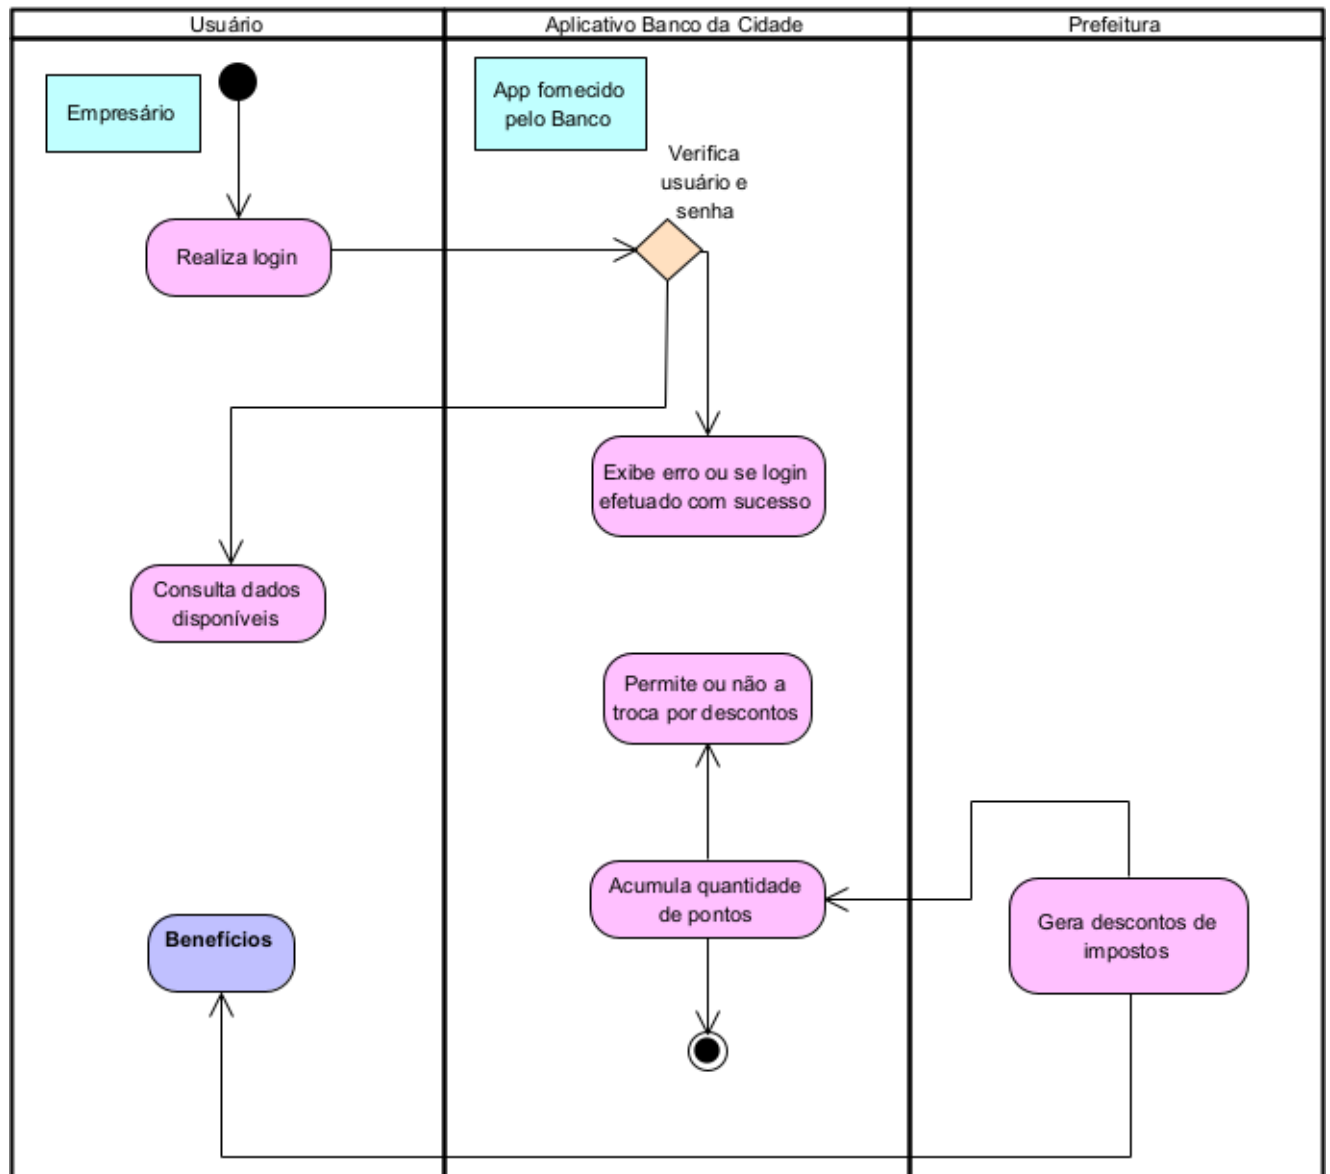 Usuário
Aplicativo Banco da Cidade
Prefeitura
Empresário
App fornecido
pelo Banco
Verifica
usuário e
senha
Realiza login
Exibe erro ou se login
efetuado com sucesso
Consulta dados
disponíveis
Permite ou não a
troca por descontos
Acumula quantidade
de pontos
Gera descontos de
impostos
Benefícios